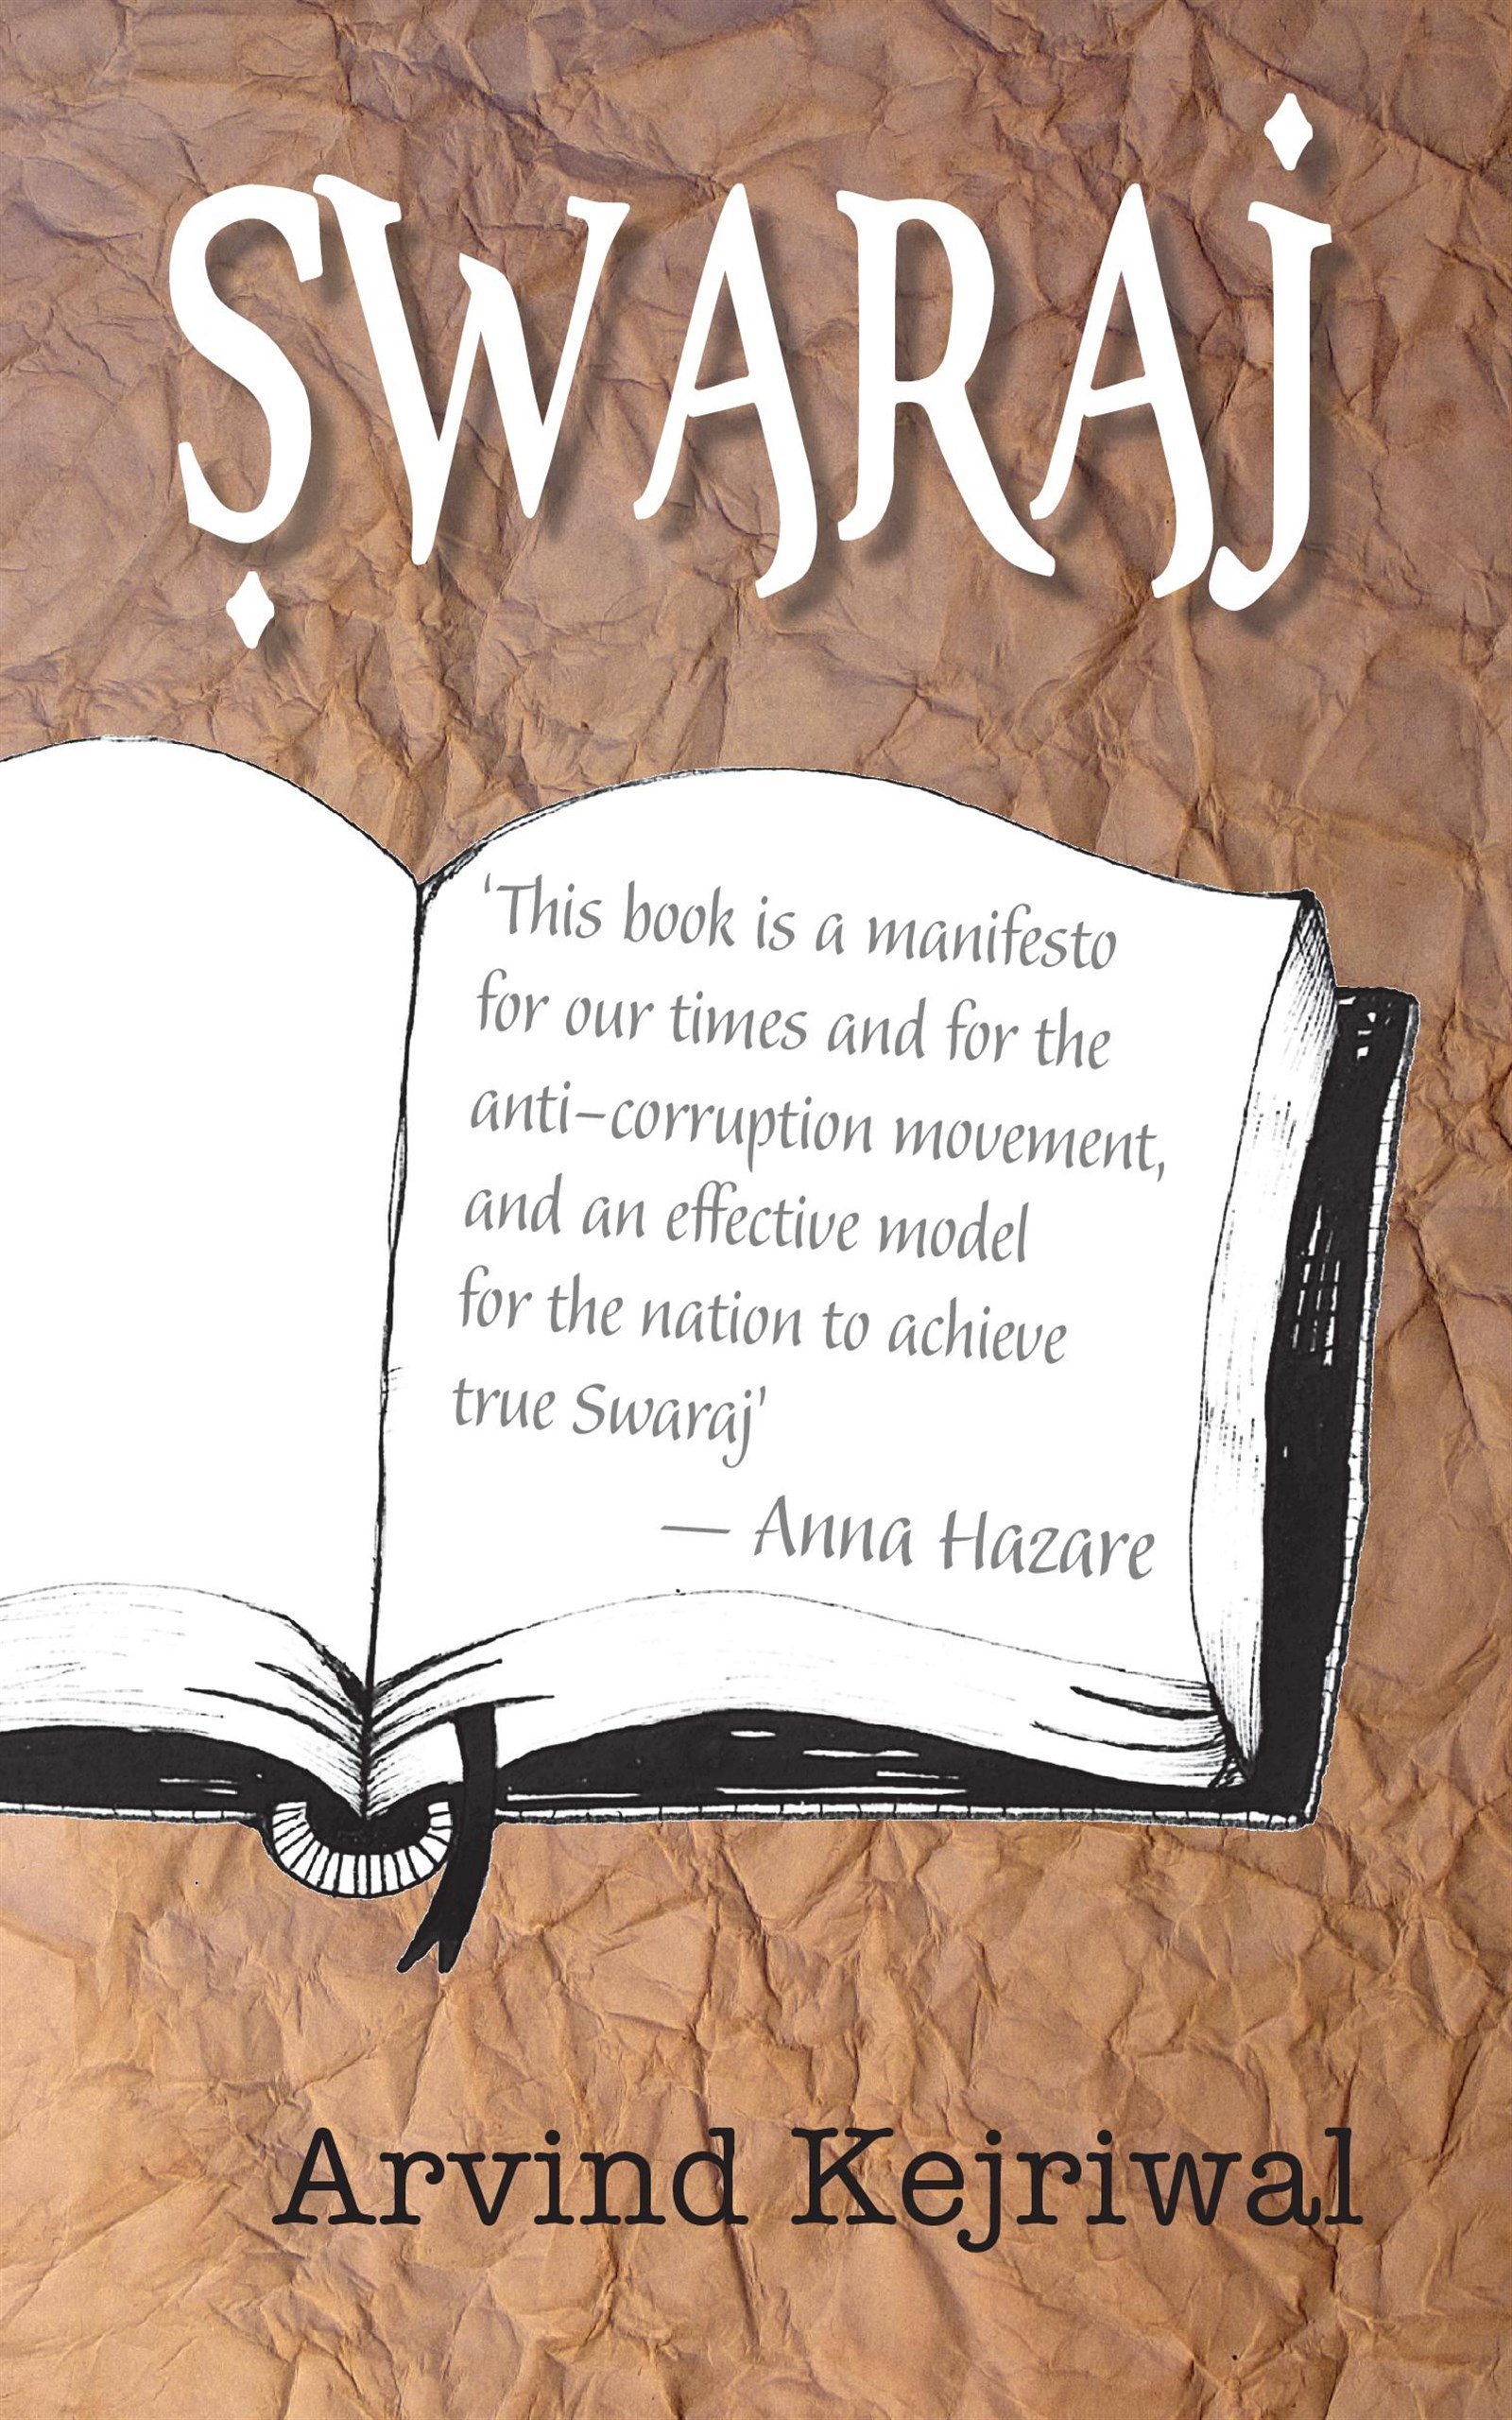 SWARAJ
‘This book is a manifesto
for our times and for the
anti–corruption movement,
and an effective model
for the nation to achieve
true Swaraj’
— Anna Hazare
Arvind Kejriwal